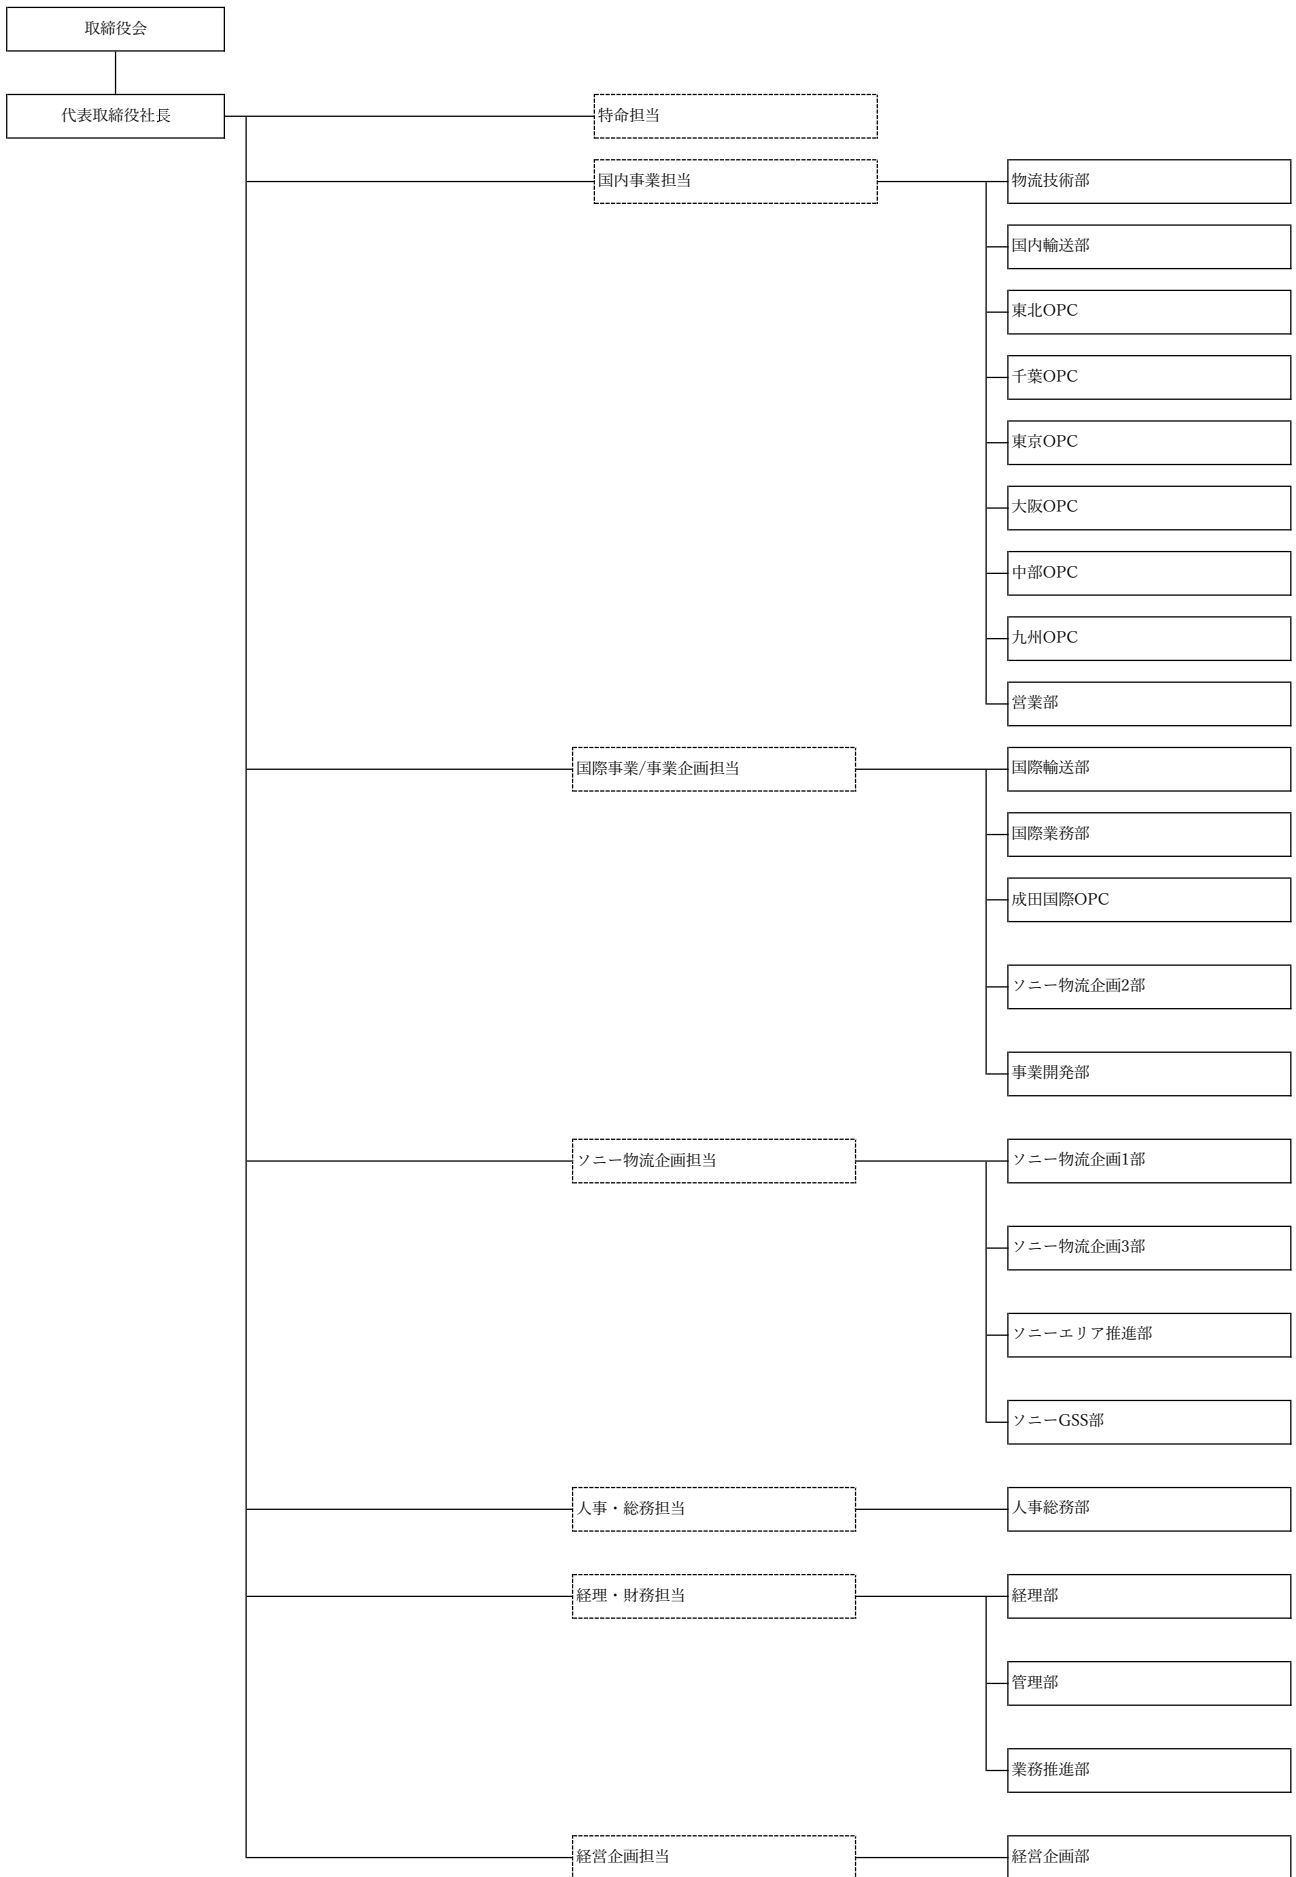 取締役会
代表取締役社長
特命担当
国内事業担当
物流技術部
国内輸送部
東北OPC
千葉OPC
東京OPC
大阪OPC
中部OPC
九州OPC
営業部
国際事業/事業企画担当
国際輸送部
国際業務部
成田国際OPC
ソニー物流企画2部
事業開発部
ソニー物流企画担当
ソニー物流企画1部
ソニー物流企画3部
ソニーエリア推進部
ソニーGSS部
人事・総務担当
人事総務部
経理・財務担当
経理部
管理部
業務推進部
経営企画担当
経営企画部